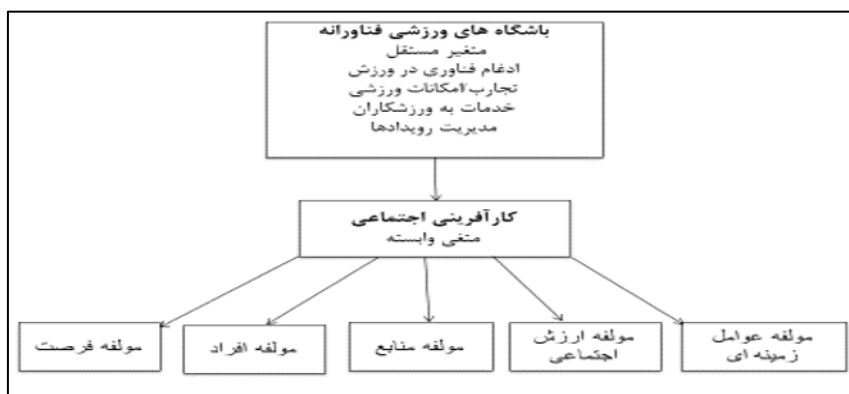 باشگاه های ورزشی فناورانه
متغیر مستقل
ادغام فناوری در ورزش
تجارب/امکانات ورزشی
خدمات به ورزشکاران
مدیریت رویدادها
کارآفرینی اجتماعی
متغی وابسته
مولفه عوامل
زمینه ای
مولفه ارزش
اجتماعی
مولفه منابع
مولفه افراد
مولفه فرصت